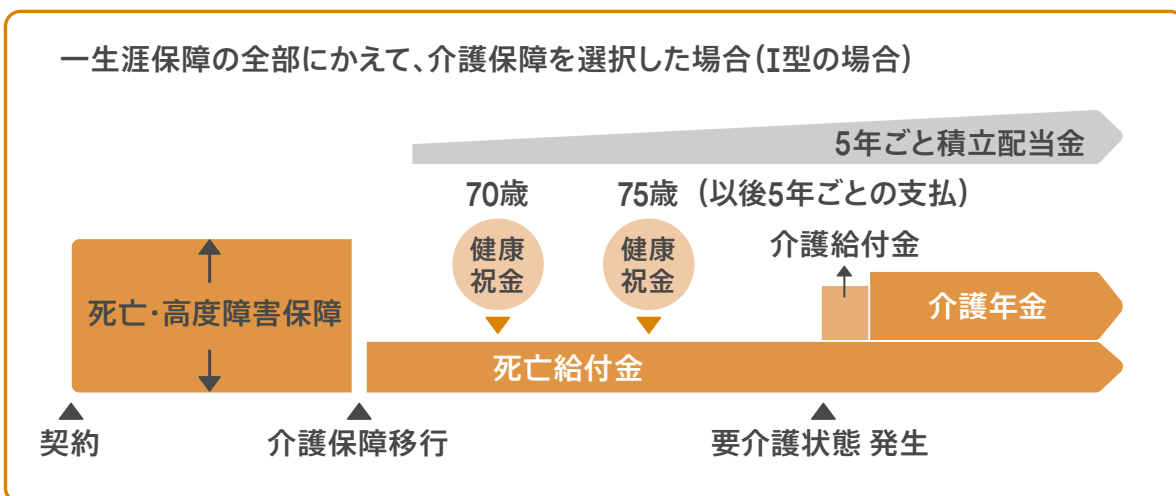 一生涯保障の全部にかえて、介護保障を選択した場合(I型の場合)
5年ごと積立配当金
70歳
75歳
(以後5年ごとの支払)
健康
祝金
健康
祝金
介護給付金
死亡・高度障害保障
介護年金
死亡給付金
契約
介護保障移行
要介護状態 発生